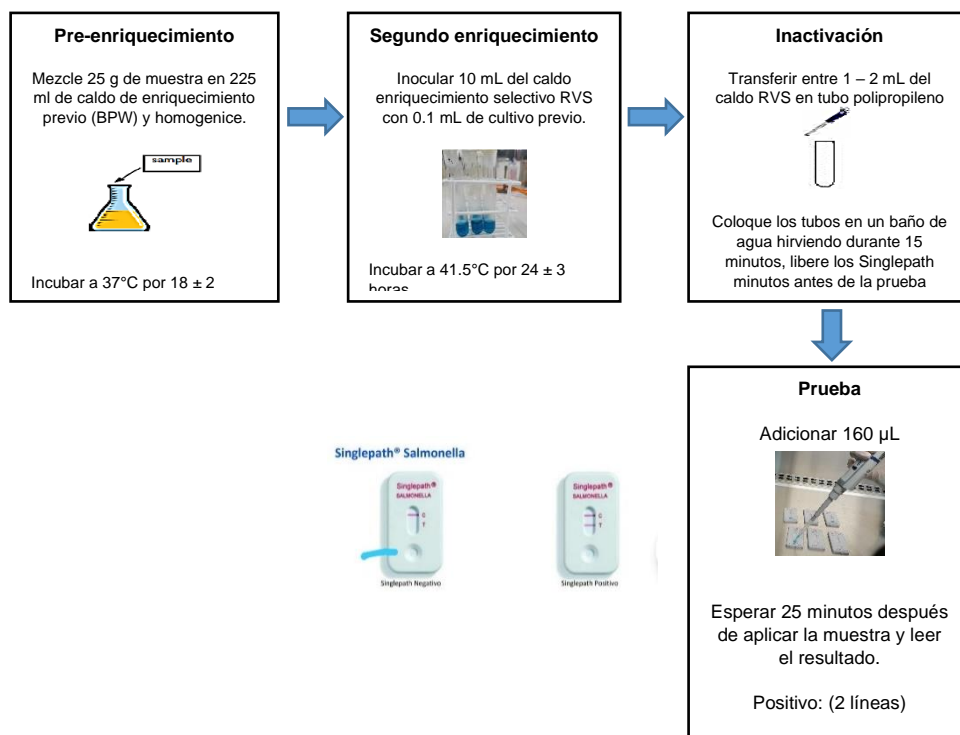 Pre-enriquecimiento
Mezcle 25 g de muestra en 225
ml de caldo de enriquecimiento
previo (BPW) y homogenice.
sample
Incubar a 37°C por 18 ± 2
Segundo enriquecimiento
Inocular 10 mL del caldo
enriquecimiento selectivo RVS
con 0.1 mL de cultivo previo.
Incubar a 41.5°C por 24 ± 3
horas
Inactivación
Transferir entre 1 – 2 mL del
caldo RVS en tubo polipropileno
Coloque los tubos en un baño de
agua hirviendo durante 15
minutos, libere los Singlepath
minutos antes de la prueba
Prueba
Adicionar 160 µL
Esperar 25 minutos después
de aplicar la muestra y leer
el resultado.
Positivo: (2 líneas)
Singlepath® Salmonella
Singlepath®
SALMONELLA
C
T
Singlepath Negativo
Singlepath®
SALMONELLA
C
T
Singlepath Positivo